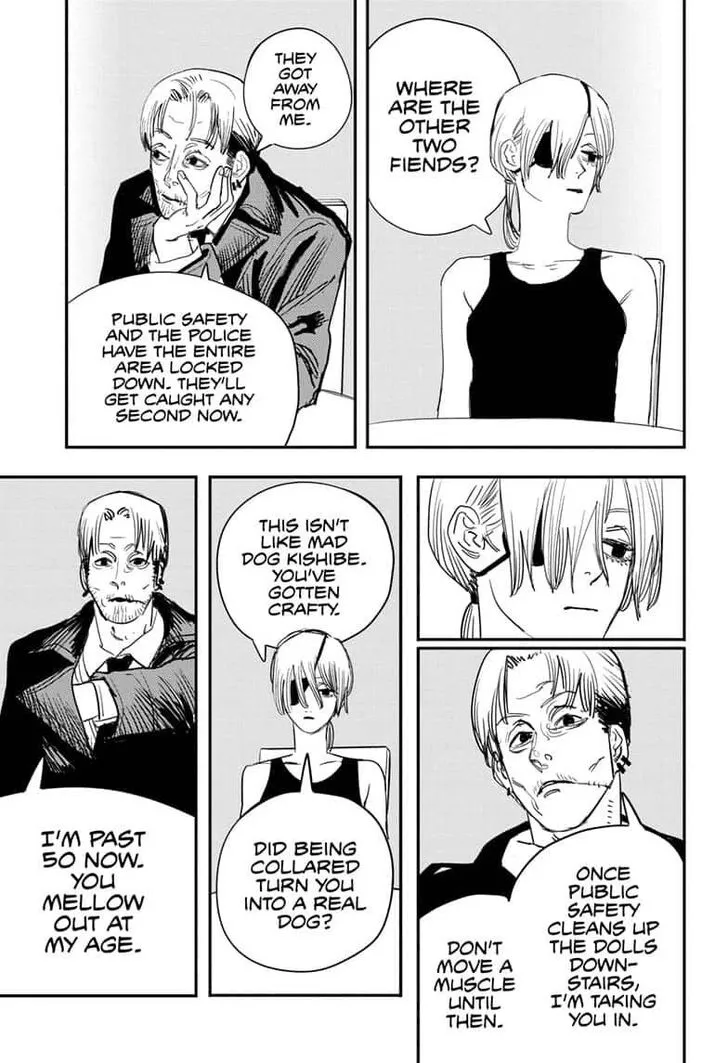 WHERE
ARE THE
OTHER
TWO
FIENDS?
THEY
GOT
AWAY
FROM
ME.
PUBLIC SAFETY
AND THE POLICE
HAVE THE ENTIRE
AREA LOCKED
DOWN. THEY'LL
GET CAUGHT ANY
SECOND NOW.
ONCE
PUBLIC
SAFETY
CLEANS UP
THE DOLLS
DOWN-
STAIRS,
I'M TAKING
YOU IN.
DON'T
MOVE A
MUSCLE
UNTIL
THEN.
THIS ISN'T
LIKE MAD
DOG KISHIBE.
YOU'VE
GOTTEN
CRAFTY.
DID BEING
COLLARED
TURN YOU
INTO A REAL
DOG?
I'M PAST
50 NOW.
YOU
MELLOW
OUT AT
MY AGE.